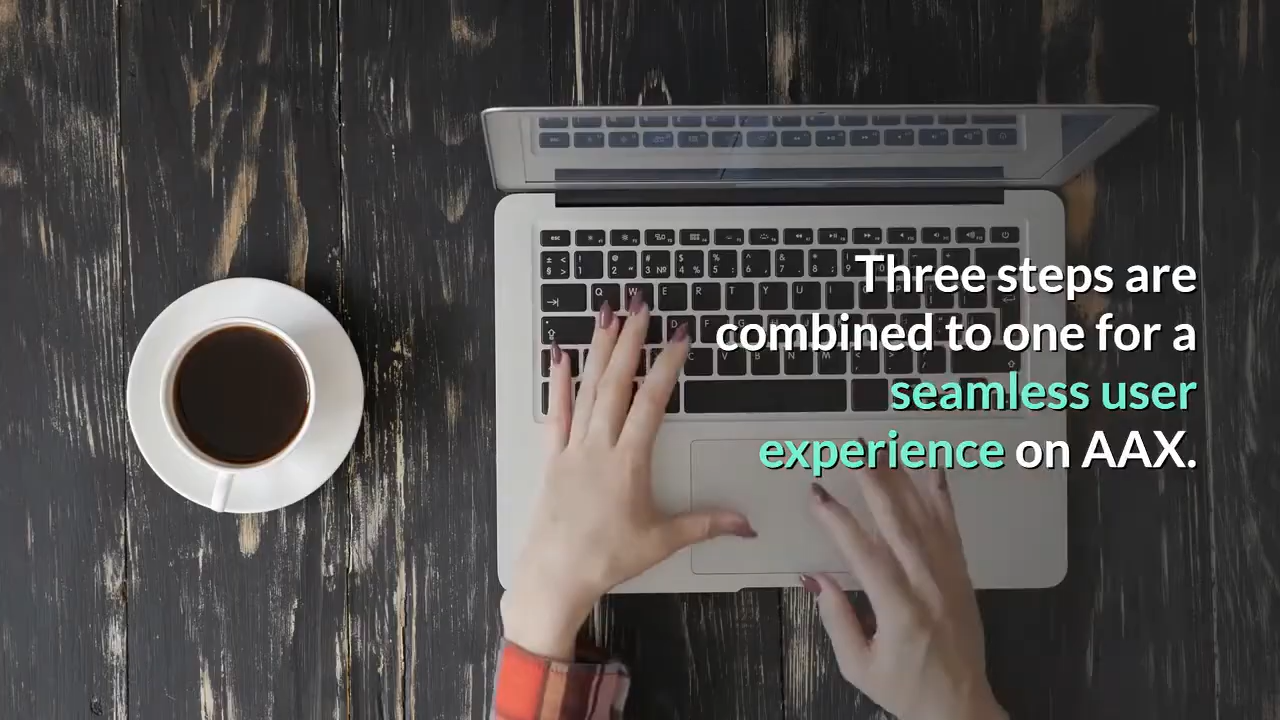 Three steps are
combined to one for a
seamless user
experience on AAX.